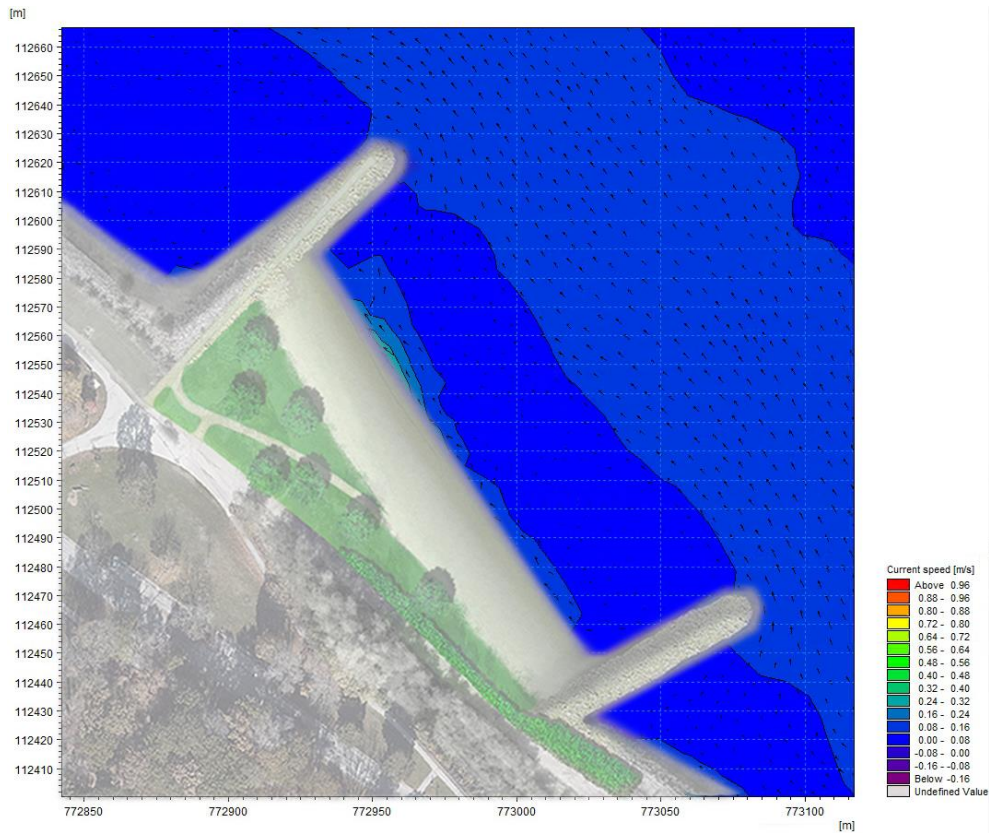 [m]
112660
112650
112640
112630
112620
112610
112600
112590
112580
112570
112560
112550
112540
112530
112520
112510
112500
112490
112480
112470
112460
112450
112440
112430
112420
112410
772850 772900 772950 773000 773050 773100
[m]
Current speed [m/s]
Above 0.96
0.88 - 0.96
0.80 - 0.88
0.72 - 0.80
0.64 - 0.72
0.56 - 0.64
0.48 - 0.56
0.40 - 0.48
0.32 - 0.40
0.24 - 0.32
0.16 - 0.24
0.08 - 0.16
0.00 - 0.08
-0.08 - 0.00
-0.16 - -0.08
Below -0.16
Undefined Value